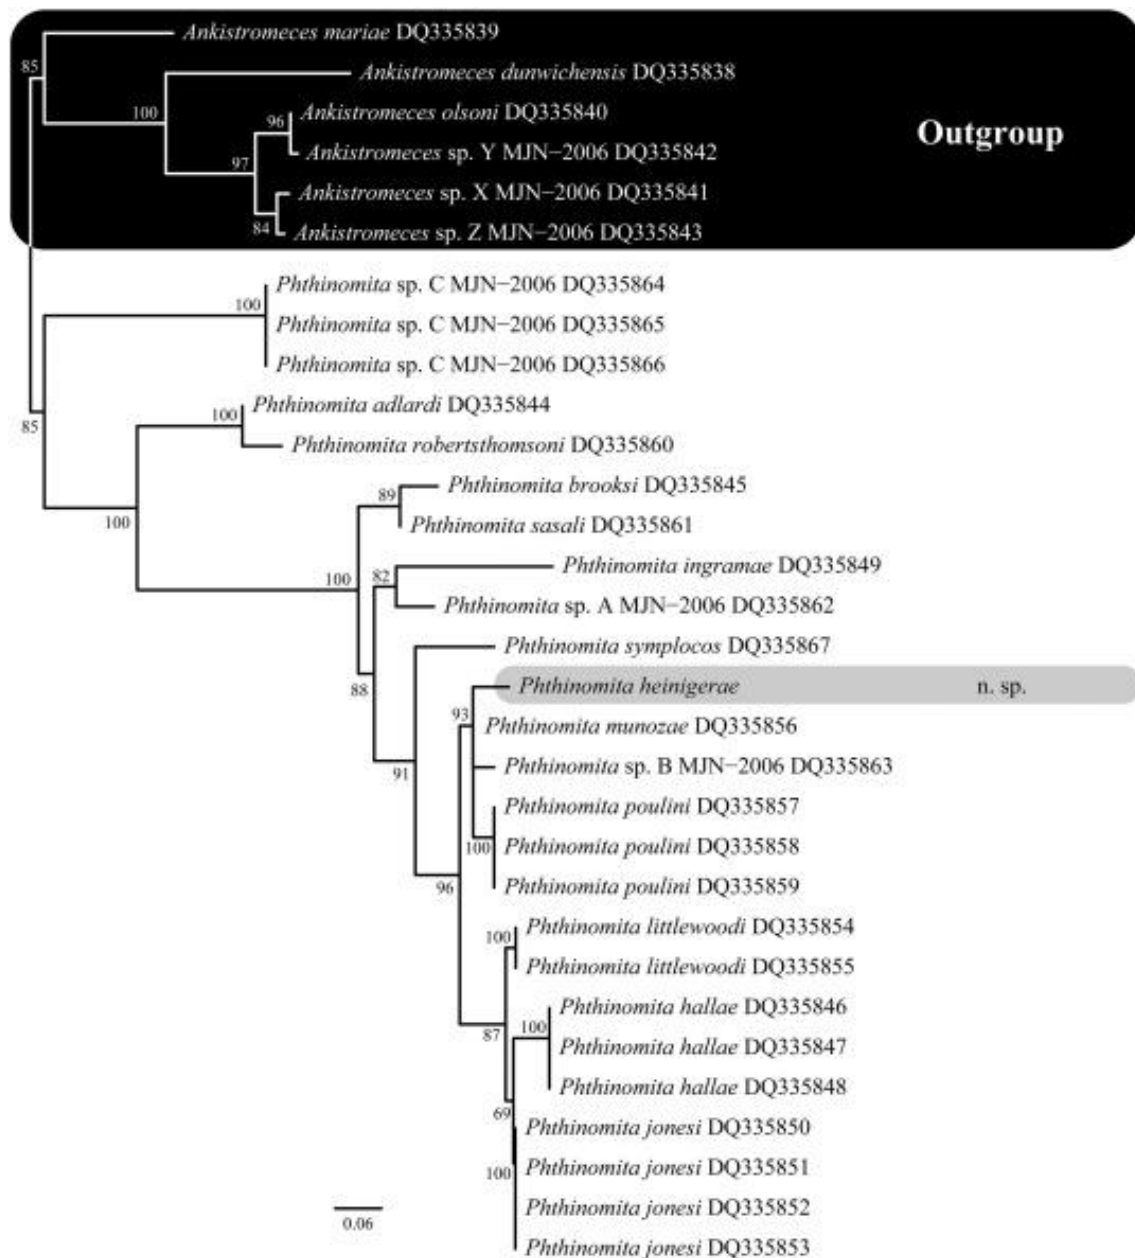 Ankistromeces mariae DQ335839
85
Ankistromeces dunwichensis DQ335838
100
Ankistromeces olsoni DQ335840
96
Outgroup
Ankistromeces sp. Y MJN−2006 DQ335842
97
Ankistromeces sp. X MJN−2006 DQ335841
84
Ankistromeces sp. Z MJN−2006 DQ335843
Phthinomita sp. C MJN−2006 DQ335864
100
Phthinomita sp. C MJN−2006 DQ335865
Phthinomita sp. C MJN−2006 DQ335866
Phthinomita adlardi DQ335844
100
85
Phthinomita robertsthomsoni DQ335860
Phthinomita brooksi DQ335845
89
100
Phthinomita sasali DQ335861
Phthinomita ingramae DQ335849
100
82
Phthinomita sp. A MJN−2006 DQ335862
Phthinomita symplocos DQ335867
88
Phthinomita heinigerae n. sp.
93
Phthinomita munozae DQ335856
Phthinomita sp. B MJN−2006 DQ335863
91
Phthinomita poulini DQ335857
Phthinomita poulini DQ335858
100
Phthinomita poulini DQ335859
96
Phthinomita littlewoodi DQ335854
100
Phthinomita littlewoodi DQ335855
Phthinomita hallae DQ335846
100
87
Phthinomita hallae DQ335847
Phthinomita hallae DQ335848
69
Phthinomita jonesi DQ335850
Phthinomita jonesi DQ335851
100
Phthinomita jonesi DQ335852
0.06
Phthinomita jonesi DQ335853